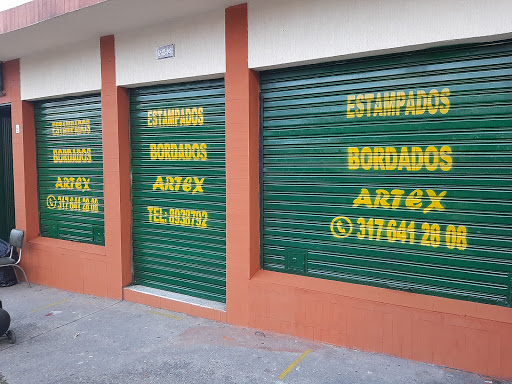 ESTAMPADOS
BORDADOS
ARTEX
317 641 28 08
ESTAMPADOS
BORDADOS
ARTEX
TEL: 8938792
ESTAMPADOS
BORDADOS
ARTEX
317 641 28 08